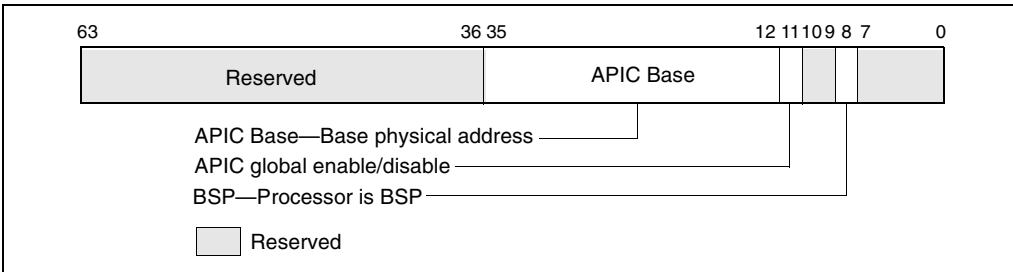 63 36 35 12 11 10 9 8 7 0
Reserved APIC Base
APIC Base—Base physical address
APIC global enable/disable
BSP—Processor is BSP
Reserved